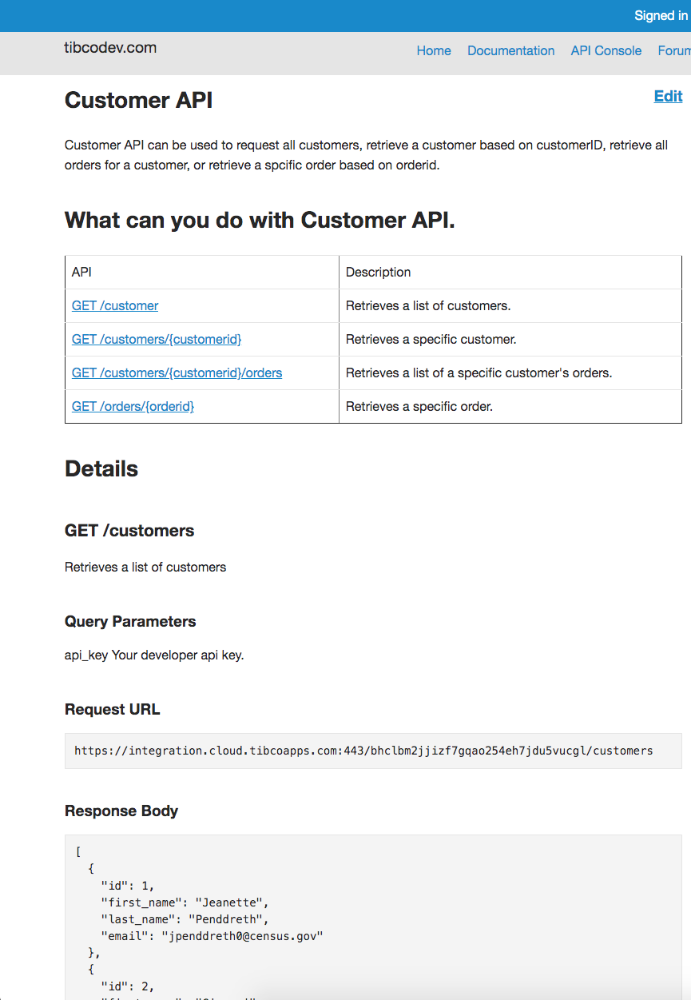 Signed in
tibcodev.com
Home Documentation API Console Forum
Customer API
Edit
Customer API can be used to request all customers, retrieve a customer based on customerID, retrieve all
orders for a customer, or retrieve a spcific order based on orderid.
What can you do with Customer API.
API Description
GET /customer Retrieves a list of customers.
GET /customers/{customerid} Retrieves a specific customer.
GET /customers/{customerid}/orders Retrieves a list of a specific customer's orders.
GET /orders/{orderid} Retrieves a specific order.
Details
GET /customers
Retrieves a list of customers
Query Parameters
api_key Your developer api key.
Request URL
https://integration.cloud.tibcoapps.com:443/bhclbm2jjizf7gqao254eh7jdu5vucgl/customers
Response Body
[
{
"id": 1,
"first_name": "Jeanette",
"last_name": "Penddreth",
"email": "jpenddreth0@census.gov"
},
{
"id": 2,